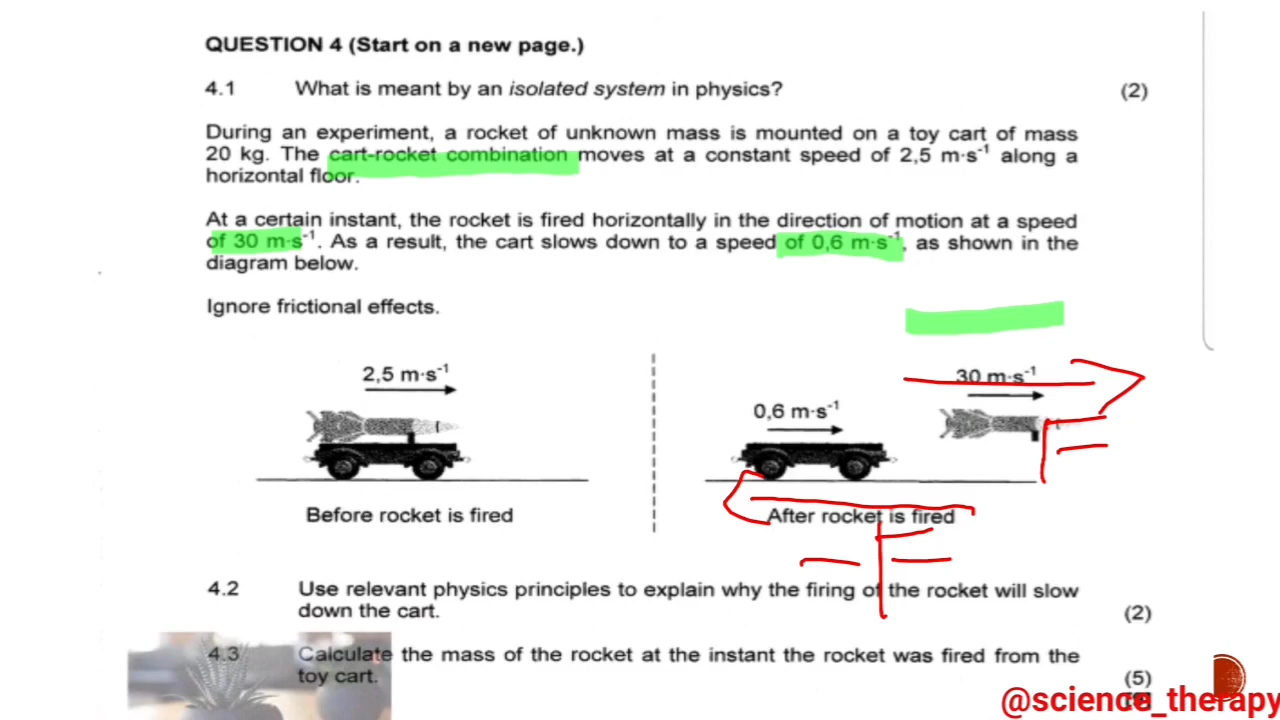 QUESTION 4 (Start on a new page.)
4.1 What is meant by an isolated system in physics? (2)
During an experiment, a rocket of unknown mass is mounted on a toy cart of mass
20 kg. The cart-rocket combination moves at a constant speed of 2,5 m·s⁻¹ along a
horizontal floor.
At a certain instant, the rocket is fired horizontally in the direction of motion at a speed
of 30 m·s⁻¹. As a result, the cart slows down to a speed of 0,6 m·s⁻¹, as shown in the
diagram below.
Ignore frictional effects.
2,5 m·s⁻¹
30 m·s⁻¹
0,6 m·s⁻¹
F
Before rocket is fired
After rocket is fired
- F
4.2 Use relevant physics principles to explain why the firing of the rocket will slow
down the cart. (2)
4.3 Calculate the mass of the rocket at the instant the rocket was fired from the
toy cart. (5)
@science_therapy